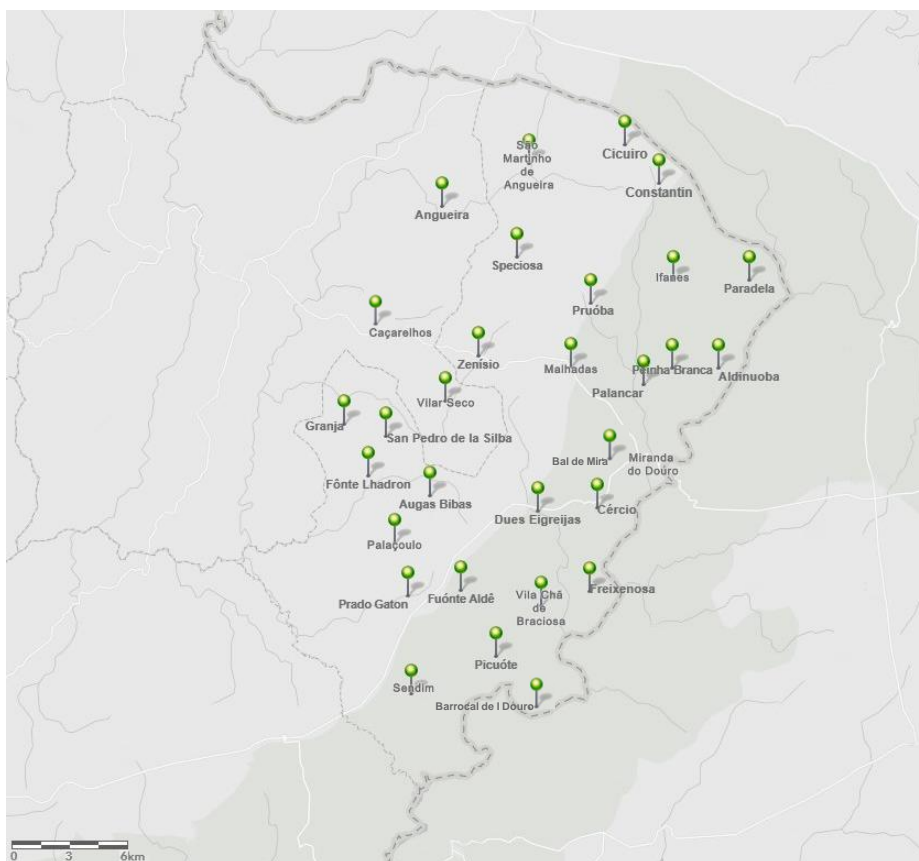 Cicuiro
São
Martinho
de
Angueira
Constantin
Angueira
Speciosa
Ifanes
Paradela
Pruóba
Caçarelhos
Zenísio
Malhadas
Peinha Branca
Aldinuoba
Palancar
Vilar Seco
Granja
San Pedro de la Silba
Bal de Mira
Miranda
do Douro
Fônte Lhadron
Augas Bibas
Dues Eigreijas
Cércio
Palaçoulo
Prado Gaton
Fuónte Aldê
Vila Chã
de
Braciosa
Freixenosa
Picuóte
Sendim
Barrocal de l Douro
0 3 6km